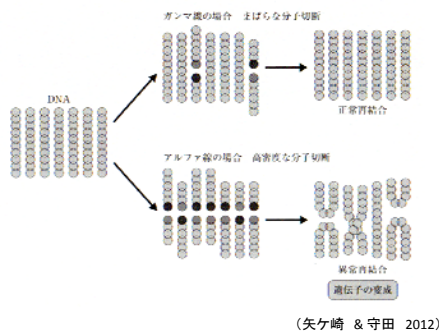 ガンマ線の場合　まばらな分子切断
DNA
正常再結合
アルファ線の場合　高密度な分子切断
異常再結合
遺伝子の変成
（矢ケ崎 ＆守田 2012）